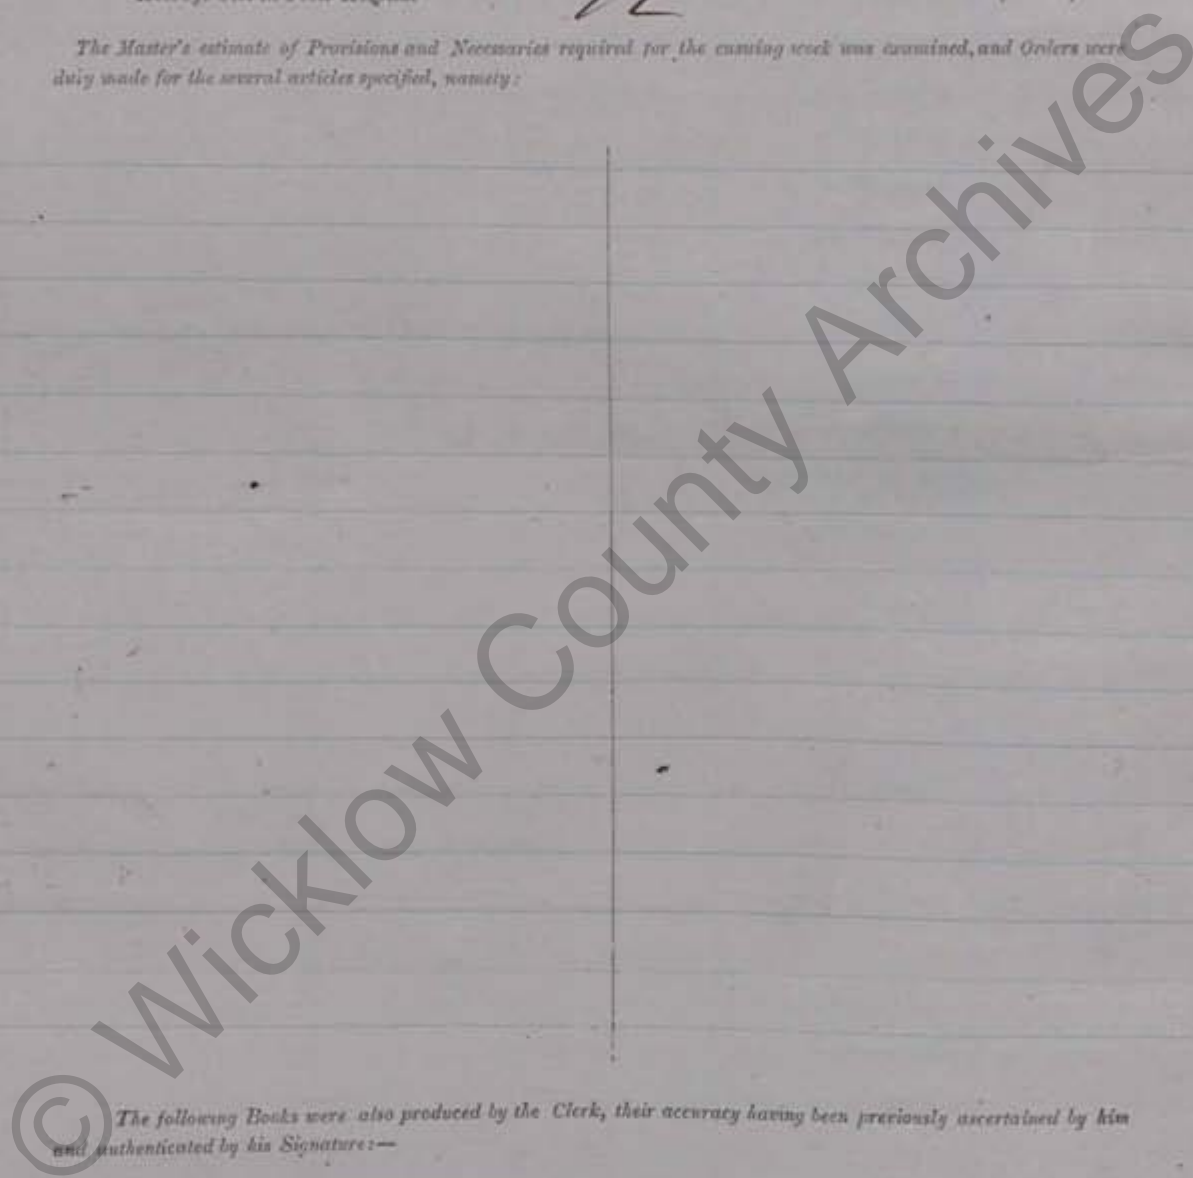 The Master's estimate of Provisions and Necessaries required for the ensuing week was examined, and Orders were
duly made for the several articles specified, namely:
© Wicklow County Archives
The following Books were also produced by the Clerk, their accuracy having been previously ascertained by him
and authenticated by his Signature:—